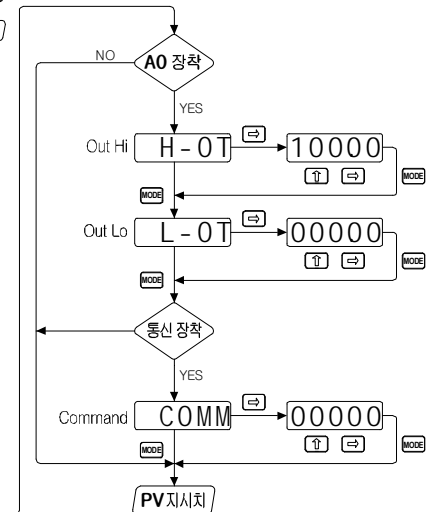 NO
AO 장착
YES
Out Hi H-OT ⇨ 10000
⇧ ⇨ MODE
MODE
Out Lo L-OT ⇨ 00000
⇧ ⇨ MODE
MODE
통신 장착
YES
Command COMM ⇨ 00000
MODE ⇧ ⇨ MODE
PV지시치